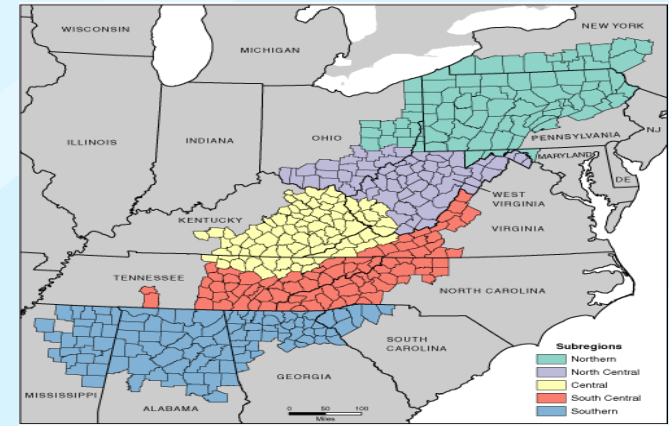 WISCONSIN
MICHIGAN
NEW YORK
ILLINOIS
INDIANA
OHIO
PENNSYLVANIA
NJ
MARYLAND
DE
WEST
VIRGINIA
VIRGINIA
KENTUCKY
TENNESSEE
NORTH CAROLINA
SOUTH
CAROLINA
GEORGIA
MISSISSIPPI
ALABAMA
0 50 100
Miles
Subregions
Northern
North Central
Central
South Central
Southern